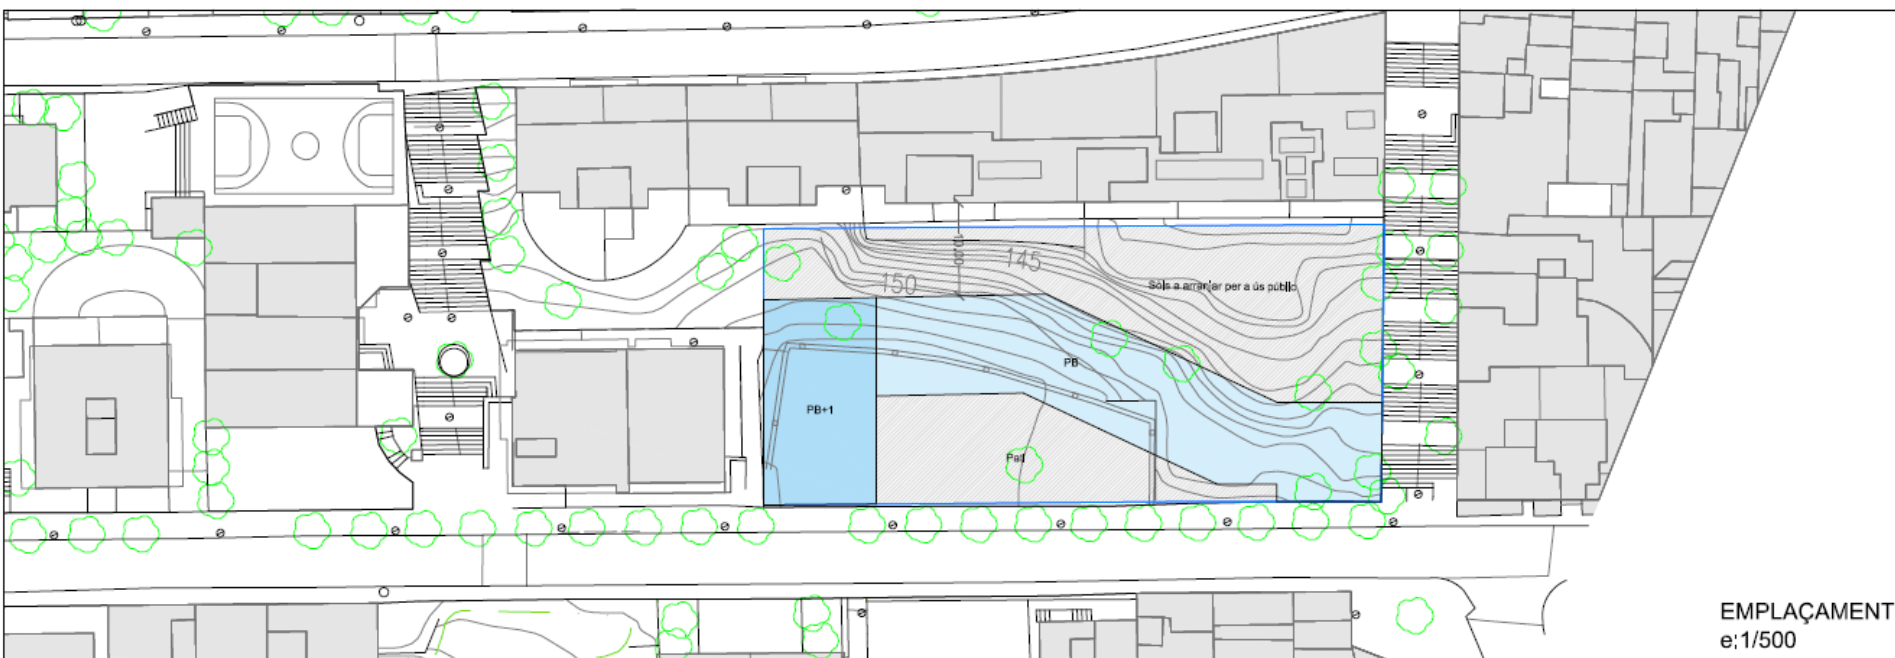 10,00
145
150
Sòls a arranjar per a ús públic
PB
PB+1
Pati
EMPLAÇAMENT
e;1/500